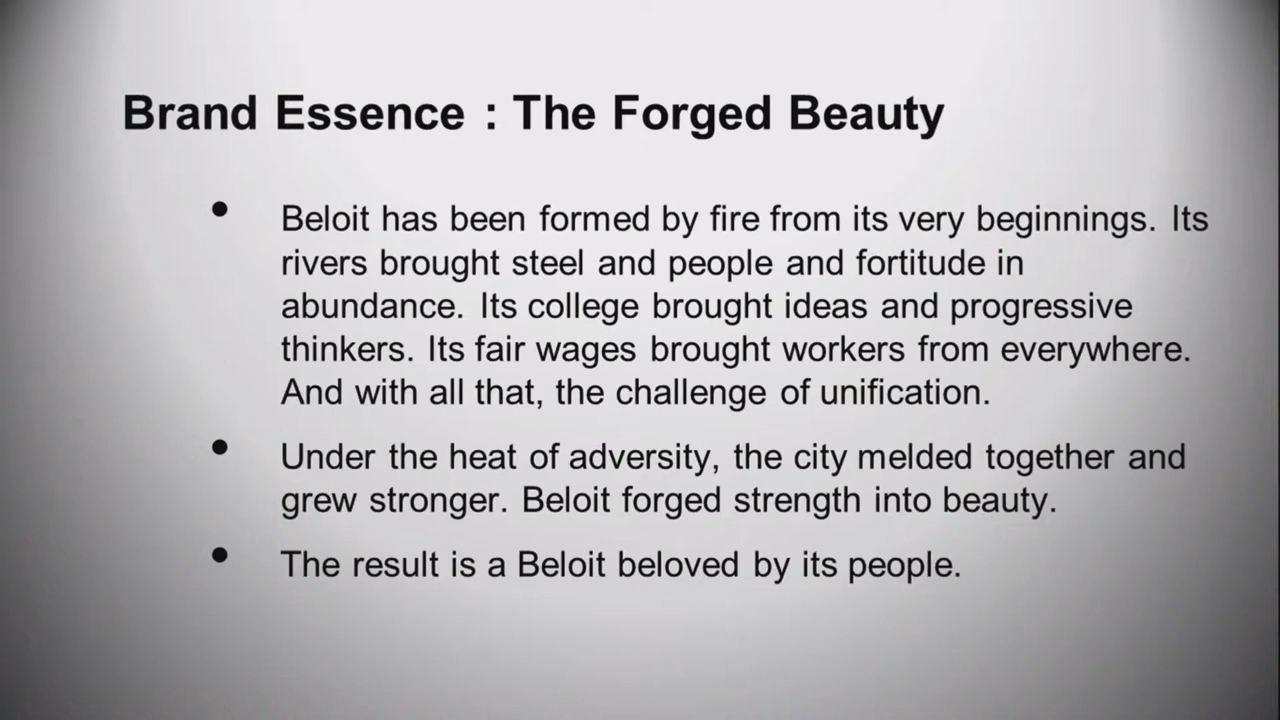 Brand Essence : The Forged Beauty
• Beloit has been formed by fire from its very beginnings. Its
rivers brought steel and people and fortitude in
abundance. Its college brought ideas and progressive
thinkers. Its fair wages brought workers from everywhere.
And with all that, the challenge of unification.
• Under the heat of adversity, the city melded together and
grew stronger. Beloit forged strength into beauty.
• The result is a Beloit beloved by its people.